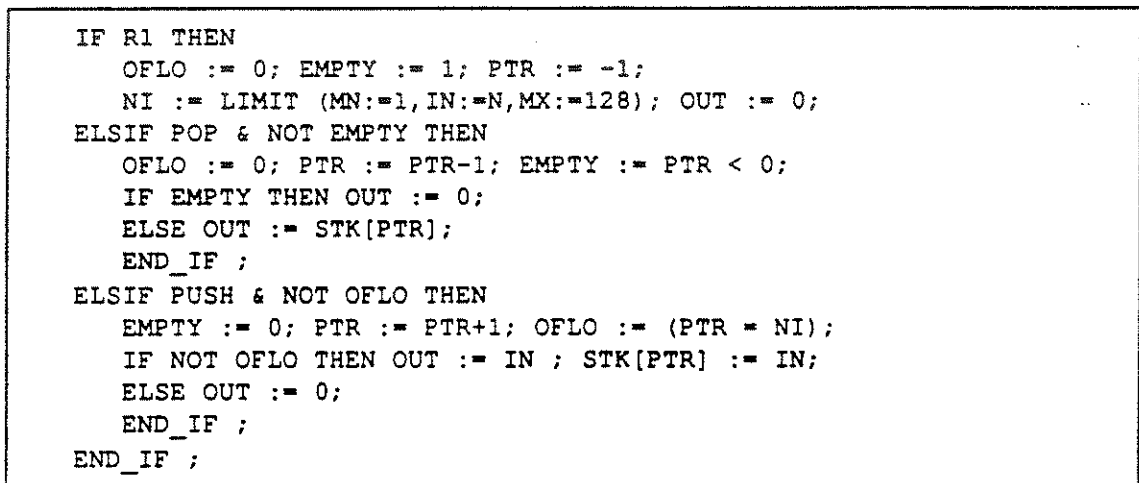 IF R1 THEN
OFLO := 0; EMPTY := 1; PTR := -1;
NI := LIMIT (MN:=1,IN:=N,MX:=128); OUT := 0;
ELSIF POP & NOT EMPTY THEN
OFLO := 0; PTR := PTR-1; EMPTY := PTR < 0;
IF EMPTY THEN OUT := 0;
ELSE OUT := STK[PTR];
END_IF ;
ELSIF PUSH & NOT OFLO THEN
EMPTY := 0; PTR := PTR+1; OFLO := (PTR = NI);
IF NOT OFLO THEN OUT := IN ; STK[PTR] := IN;
ELSE OUT := 0;
END_IF ;
END_IF ;